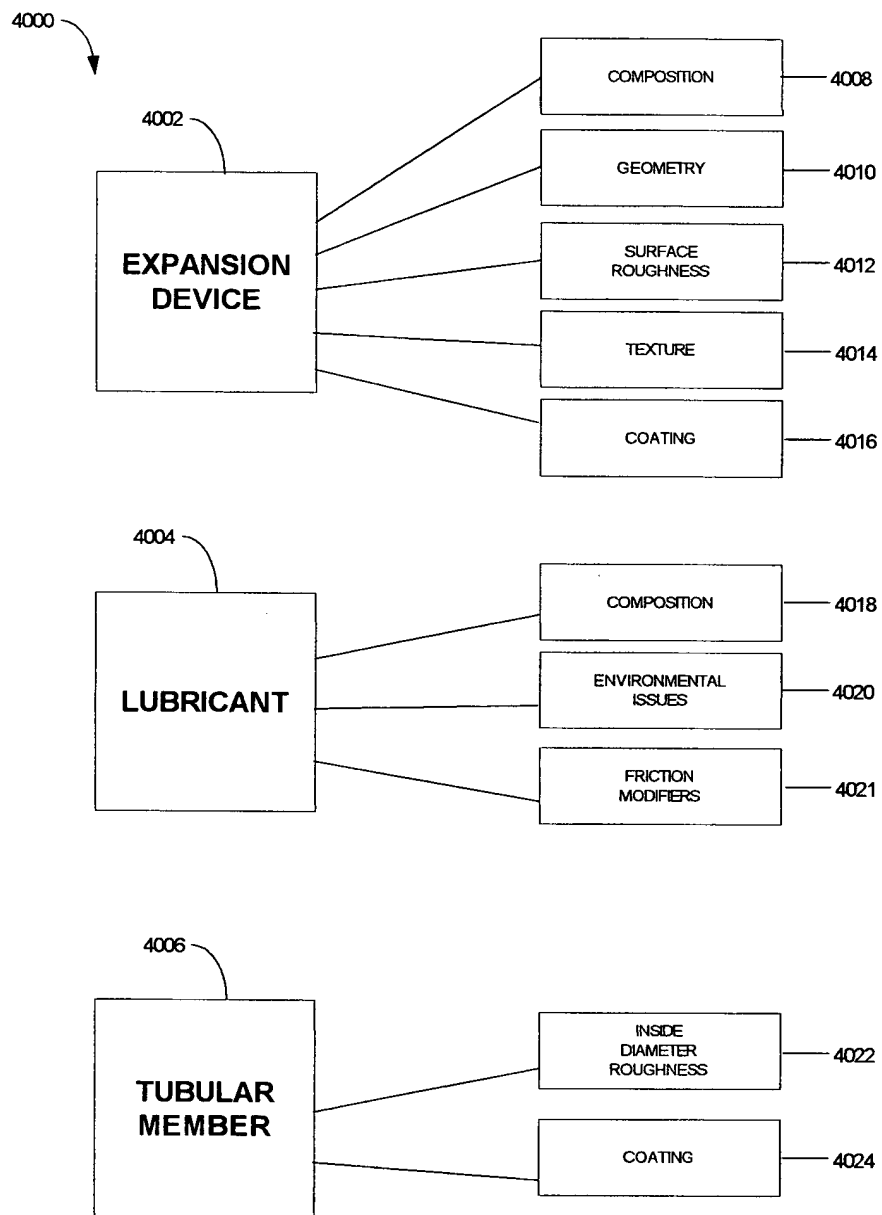 4000
4002
EXPANSION
DEVICE
COMPOSITION
4008
GEOMETRY
4010
SURFACE
ROUGHNESS
4012
TEXTURE
4014
COATING
4016
4004
LUBRICANT
COMPOSITION
4018
ENVIRONMENTAL
ISSUES
4020
FRICTION
MODIFIERS
4021
4006
TUBULAR
MEMBER
INSIDE
DIAMETER
ROUGHNESS
4022
COATING
4024